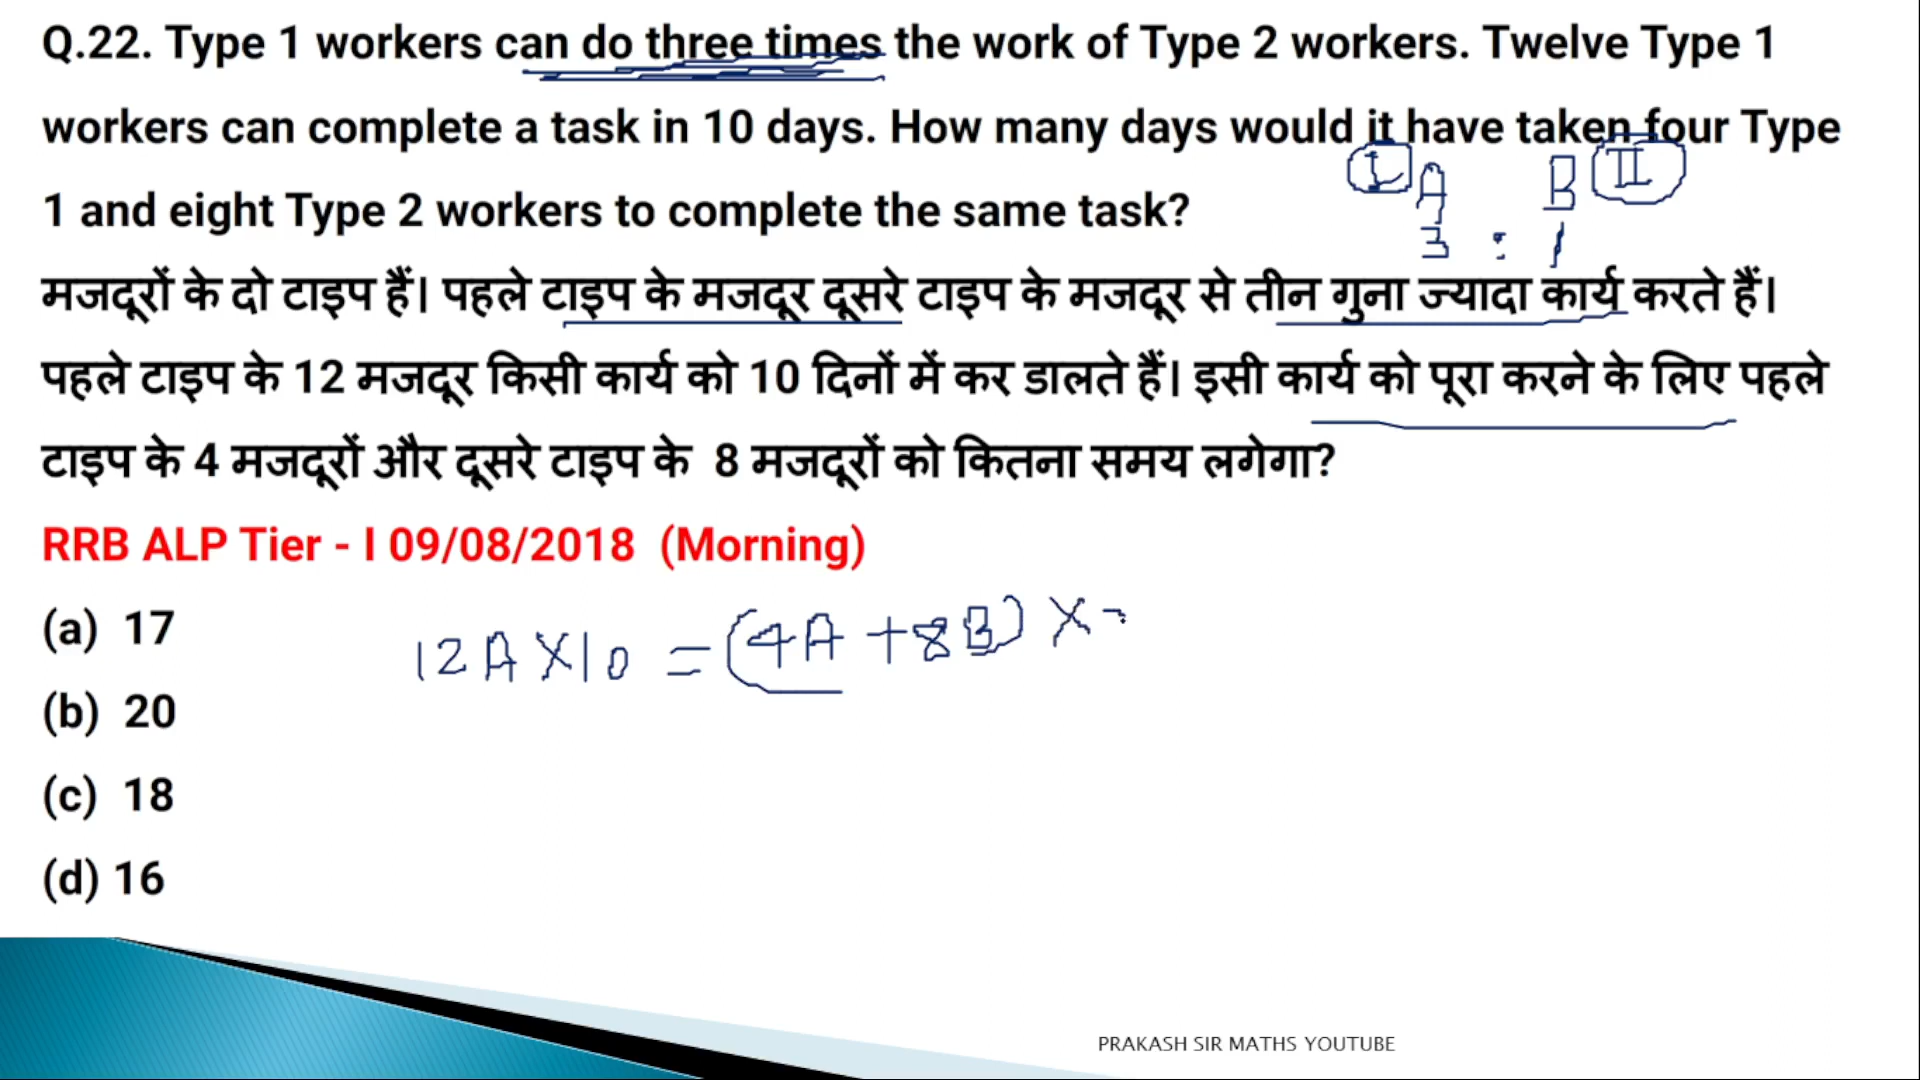 Q.22. Type 1 workers can do three times the work of Type 2 workers. Twelve Type 1
workers can complete a task in 10 days. How many days would it have taken four Type
I A B II
1 and eight Type 2 workers to complete the same task?
3 : 1
मजदूरों के दो टाइप हैं। पहले टाइप के मजदूर दूसरे टाइप के मजदूर से तीन गुना ज्यादा कार्य करते हैं।
पहले टाइप के 12 मजदूर किसी कार्य को 10 दिनों में कर डालते हैं। इसी कार्य को पूरा करने के लिए पहले
टाइप के 4 मजदूरों और दूसरे टाइप के 8 मजदूरों को कितना समय लगेगा?
RRB ALP Tier - I 09/08/2018 (Morning)
(a) 17
12A X10 = (4A +8B) X
(b) 20
(c) 18
(d) 16
PRAKASH SIR MATHS YOUTUBE